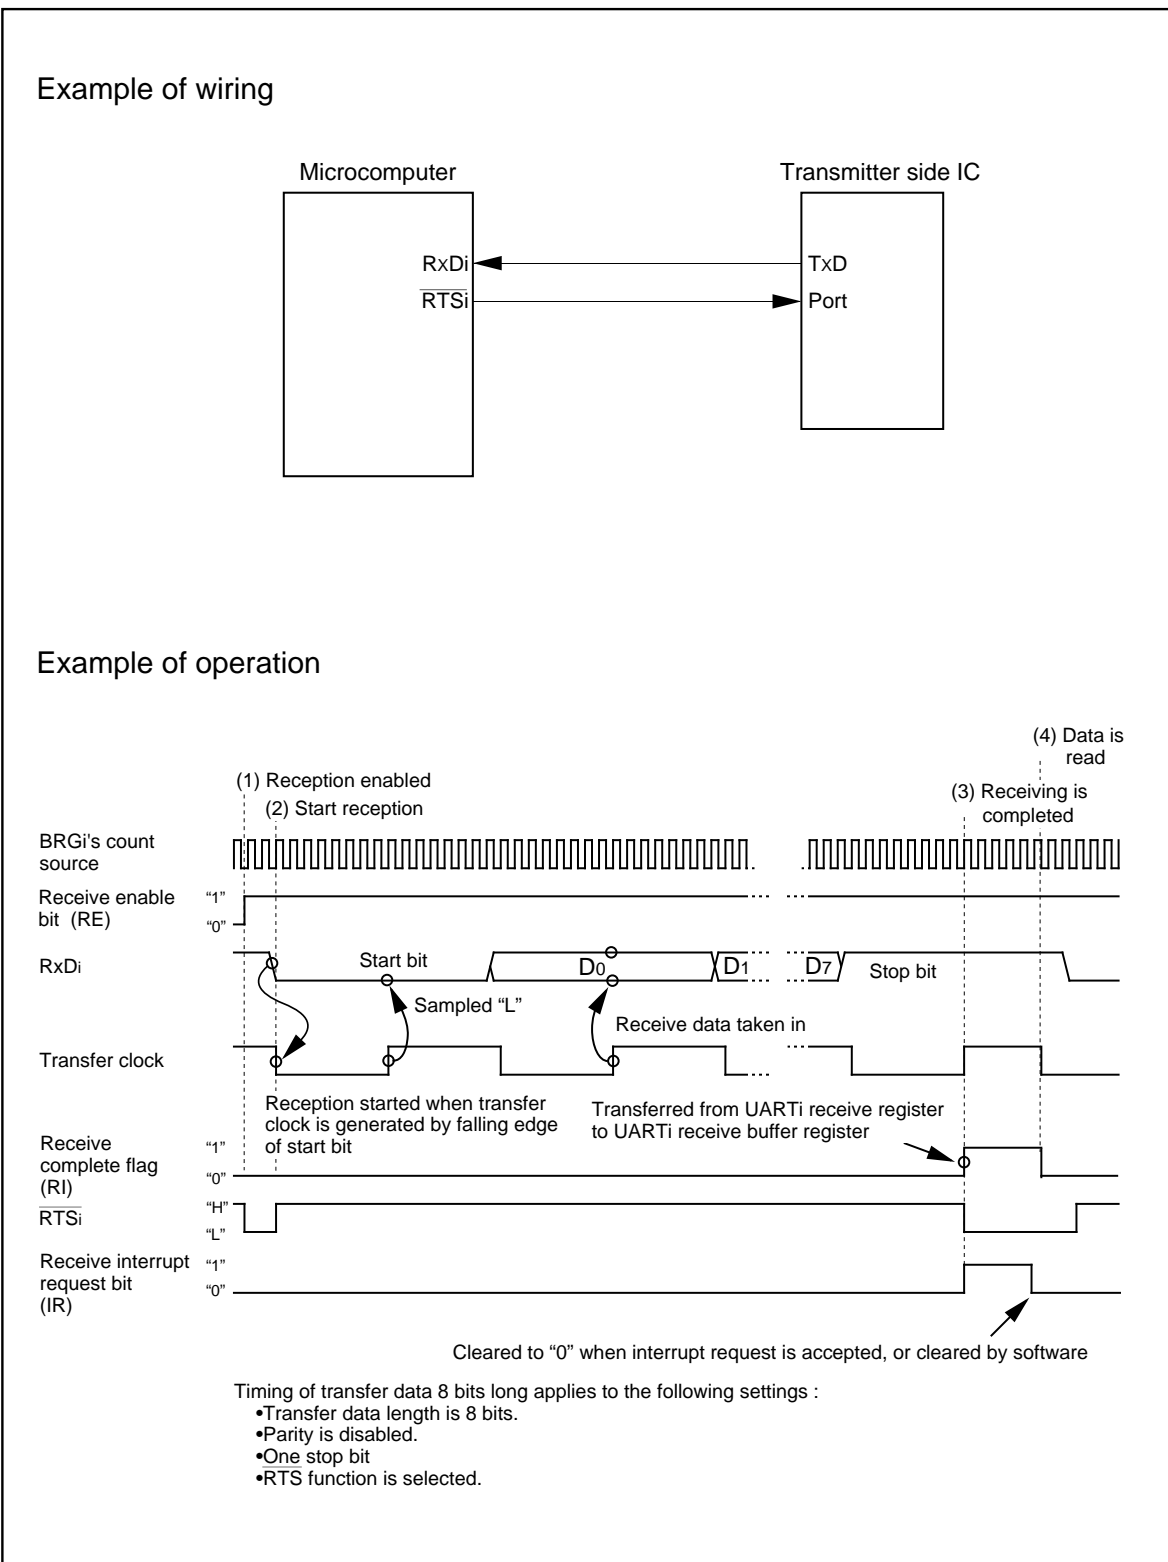 Example of wiring
Microcomputer
Transmitter side IC
RxDi
TxD
RTSi
Port
Example of operation
(4) Data is
read
(1) Reception enabled
(2) Start reception
(3) Receiving is
completed
BRGi's count
source
Receive enable
bit (RE)
“1”
“0”
RxDi
Start bit
D0
D1
D7
Stop bit
Sampled “L”
Receive data taken in
Transfer clock
Reception started when transfer
clock is generated by falling edge
of start bit
Transferred from UARTi receive register
to UARTi receive buffer register
Receive
complete flag
(RI)
“1”
“0”
RTSi
“H”
“L”
Receive interrupt
request bit
(IR)
“1”
“0”
Cleared to “0” when interrupt request is accepted, or cleared by software
Timing of transfer data 8 bits long applies to the following settings :
•Transfer data length is 8 bits.
•Parity is disabled.
•One stop bit
•RTS function is selected.